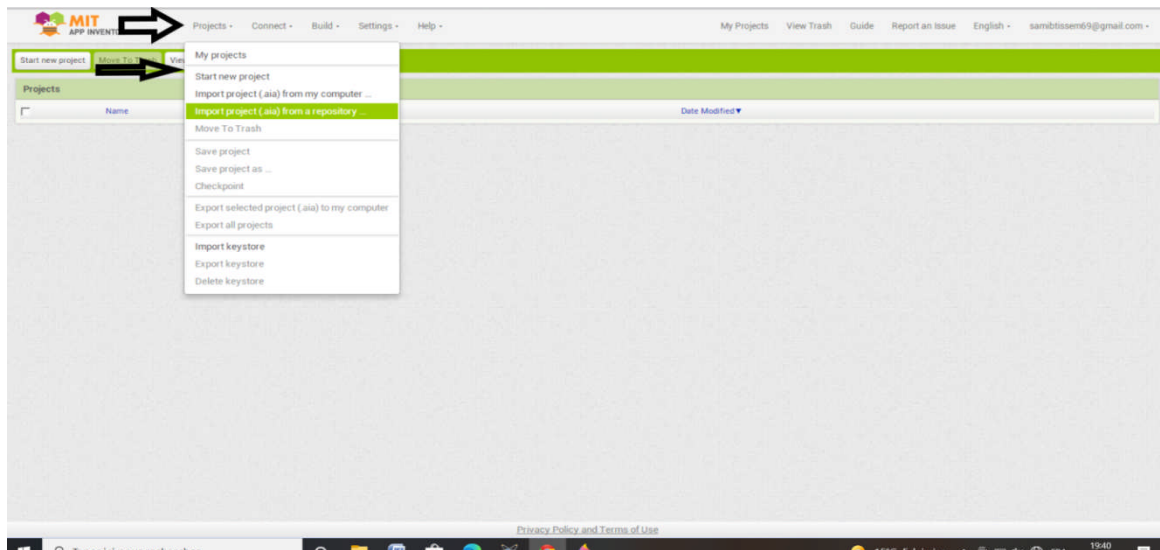 MIT
APP INVENTO
Projects
Connect
Build
Settings
Help
My Projects
View Trash
Guide
Report an Issue
English
samibtissem69@gmail.com
Start new project
Move To
My projects
Start new project
Import project (.aia) from my computer ...
Import project (.aia) from a repository ...
Move To Trash
Save project
Save project as ...
Checkpoint
Export selected project (.aia) to my computer
Export all projects
Import keystore
Export keystore
Delete keystore
Projects
Name
Date Modified
Privacy Policy and Terms of Use
19:40